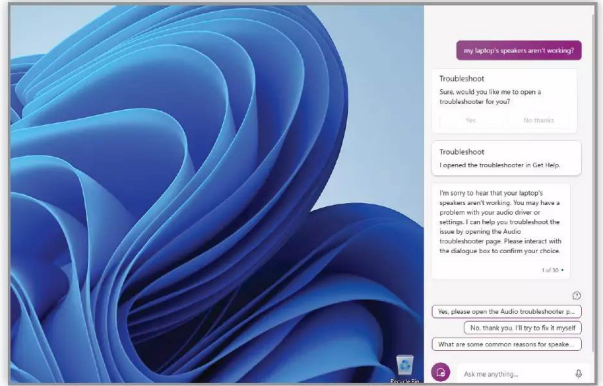 my laptop's speakers aren't working?
Troubleshoot
Sure, would you like me to open a
troubleshooter for you?
Yes
No thanks
Troubleshoot
I opened the troubleshooter in Get Help.
I'm sorry to hear that your laptop's
speakers aren't working. You may have a
problem with your audio driver or
settings. I can help you troubleshoot the
issue by opening the Audio
troubleshooter page. Please interact with
the dialogue box to confirm your choice.
1 of 30
Yes, please open the Audio troubleshooter p...
No, thank you. I'll try to fix it myself
What are some common reasons for speake...
Ask me anything...
Recycle Bin